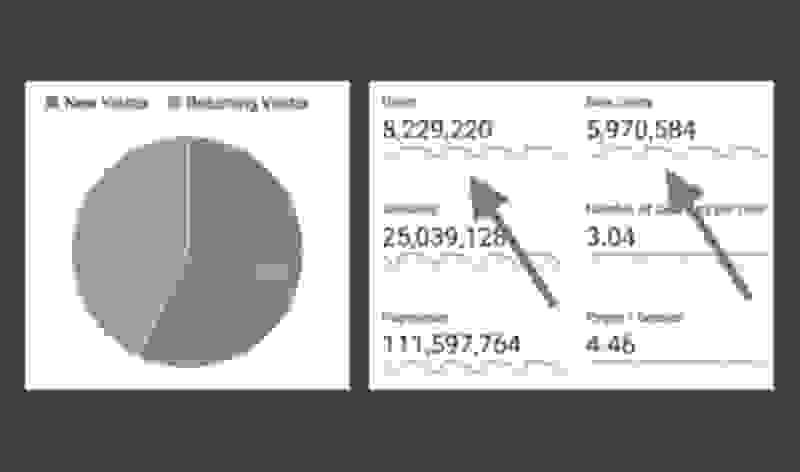 New Visitor Returning Visitor
Users
8,229,220
New Users
5,970,584
Sessions
25,039,128
Number of Sessions per User
3.04
Pageviews
111,597,764
Pages / Session
4.46